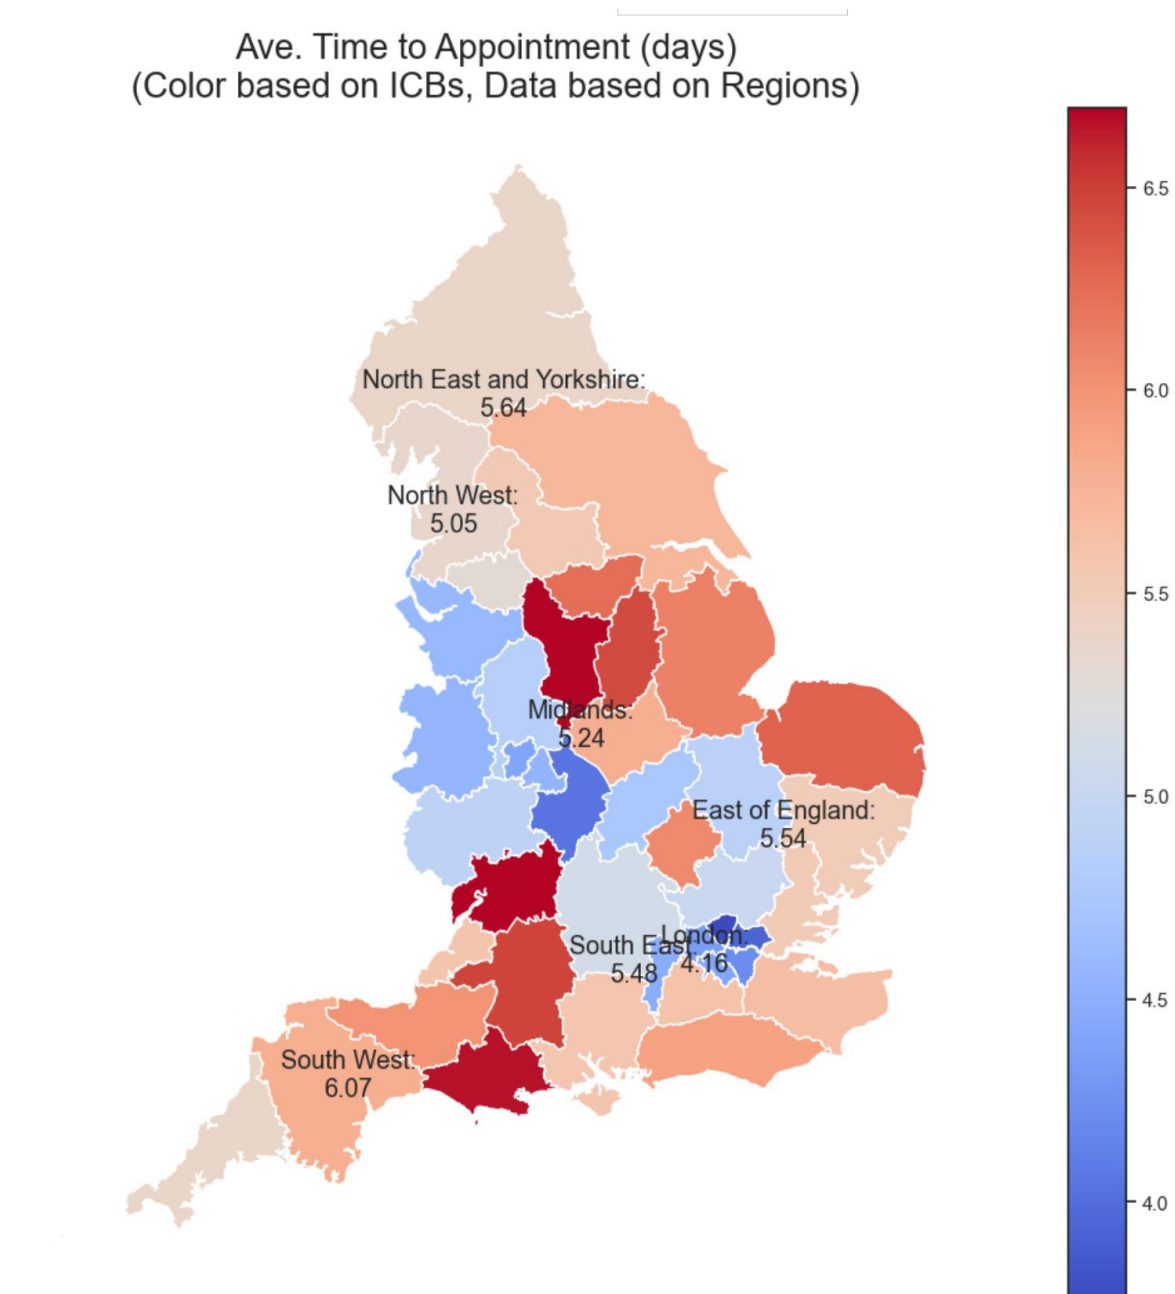 Ave. Time to Appointment (days)
(Color based on ICBs, Data based on Regions)
6.5
6.0
5.5
5.0
4.5
4.0
North East and Yorkshire:
5.64
North West:
5.05
Midlands:
5.24
East of England:
5.54
London:
4.16
South East:
5.48
South West:
6.07